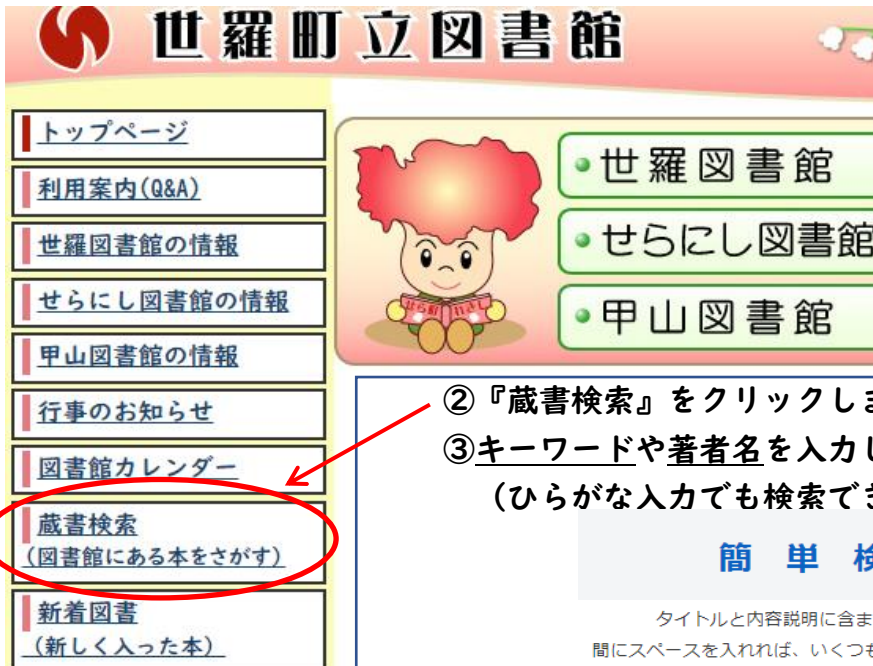 世羅町立図書館
トップページ
利用案内(Q&A)
世羅図書館の情報
せらにし図書館の情報
甲山図書館の情報
行事のお知らせ
図書館カレンダー
蔵書検索
(図書館にある本をさがす)
新着図書
(新しく入った本)
•世羅図書館
•せらにし図書館
•甲山図書館
せら町 いさし
②『蔵書検索』をクリックしま
③キーワードや著者名を入力し
(ひらがな入力でも検索でき
簡単検
タイトルと内容説明に含ま
間にスペースを入れれば、いくつも